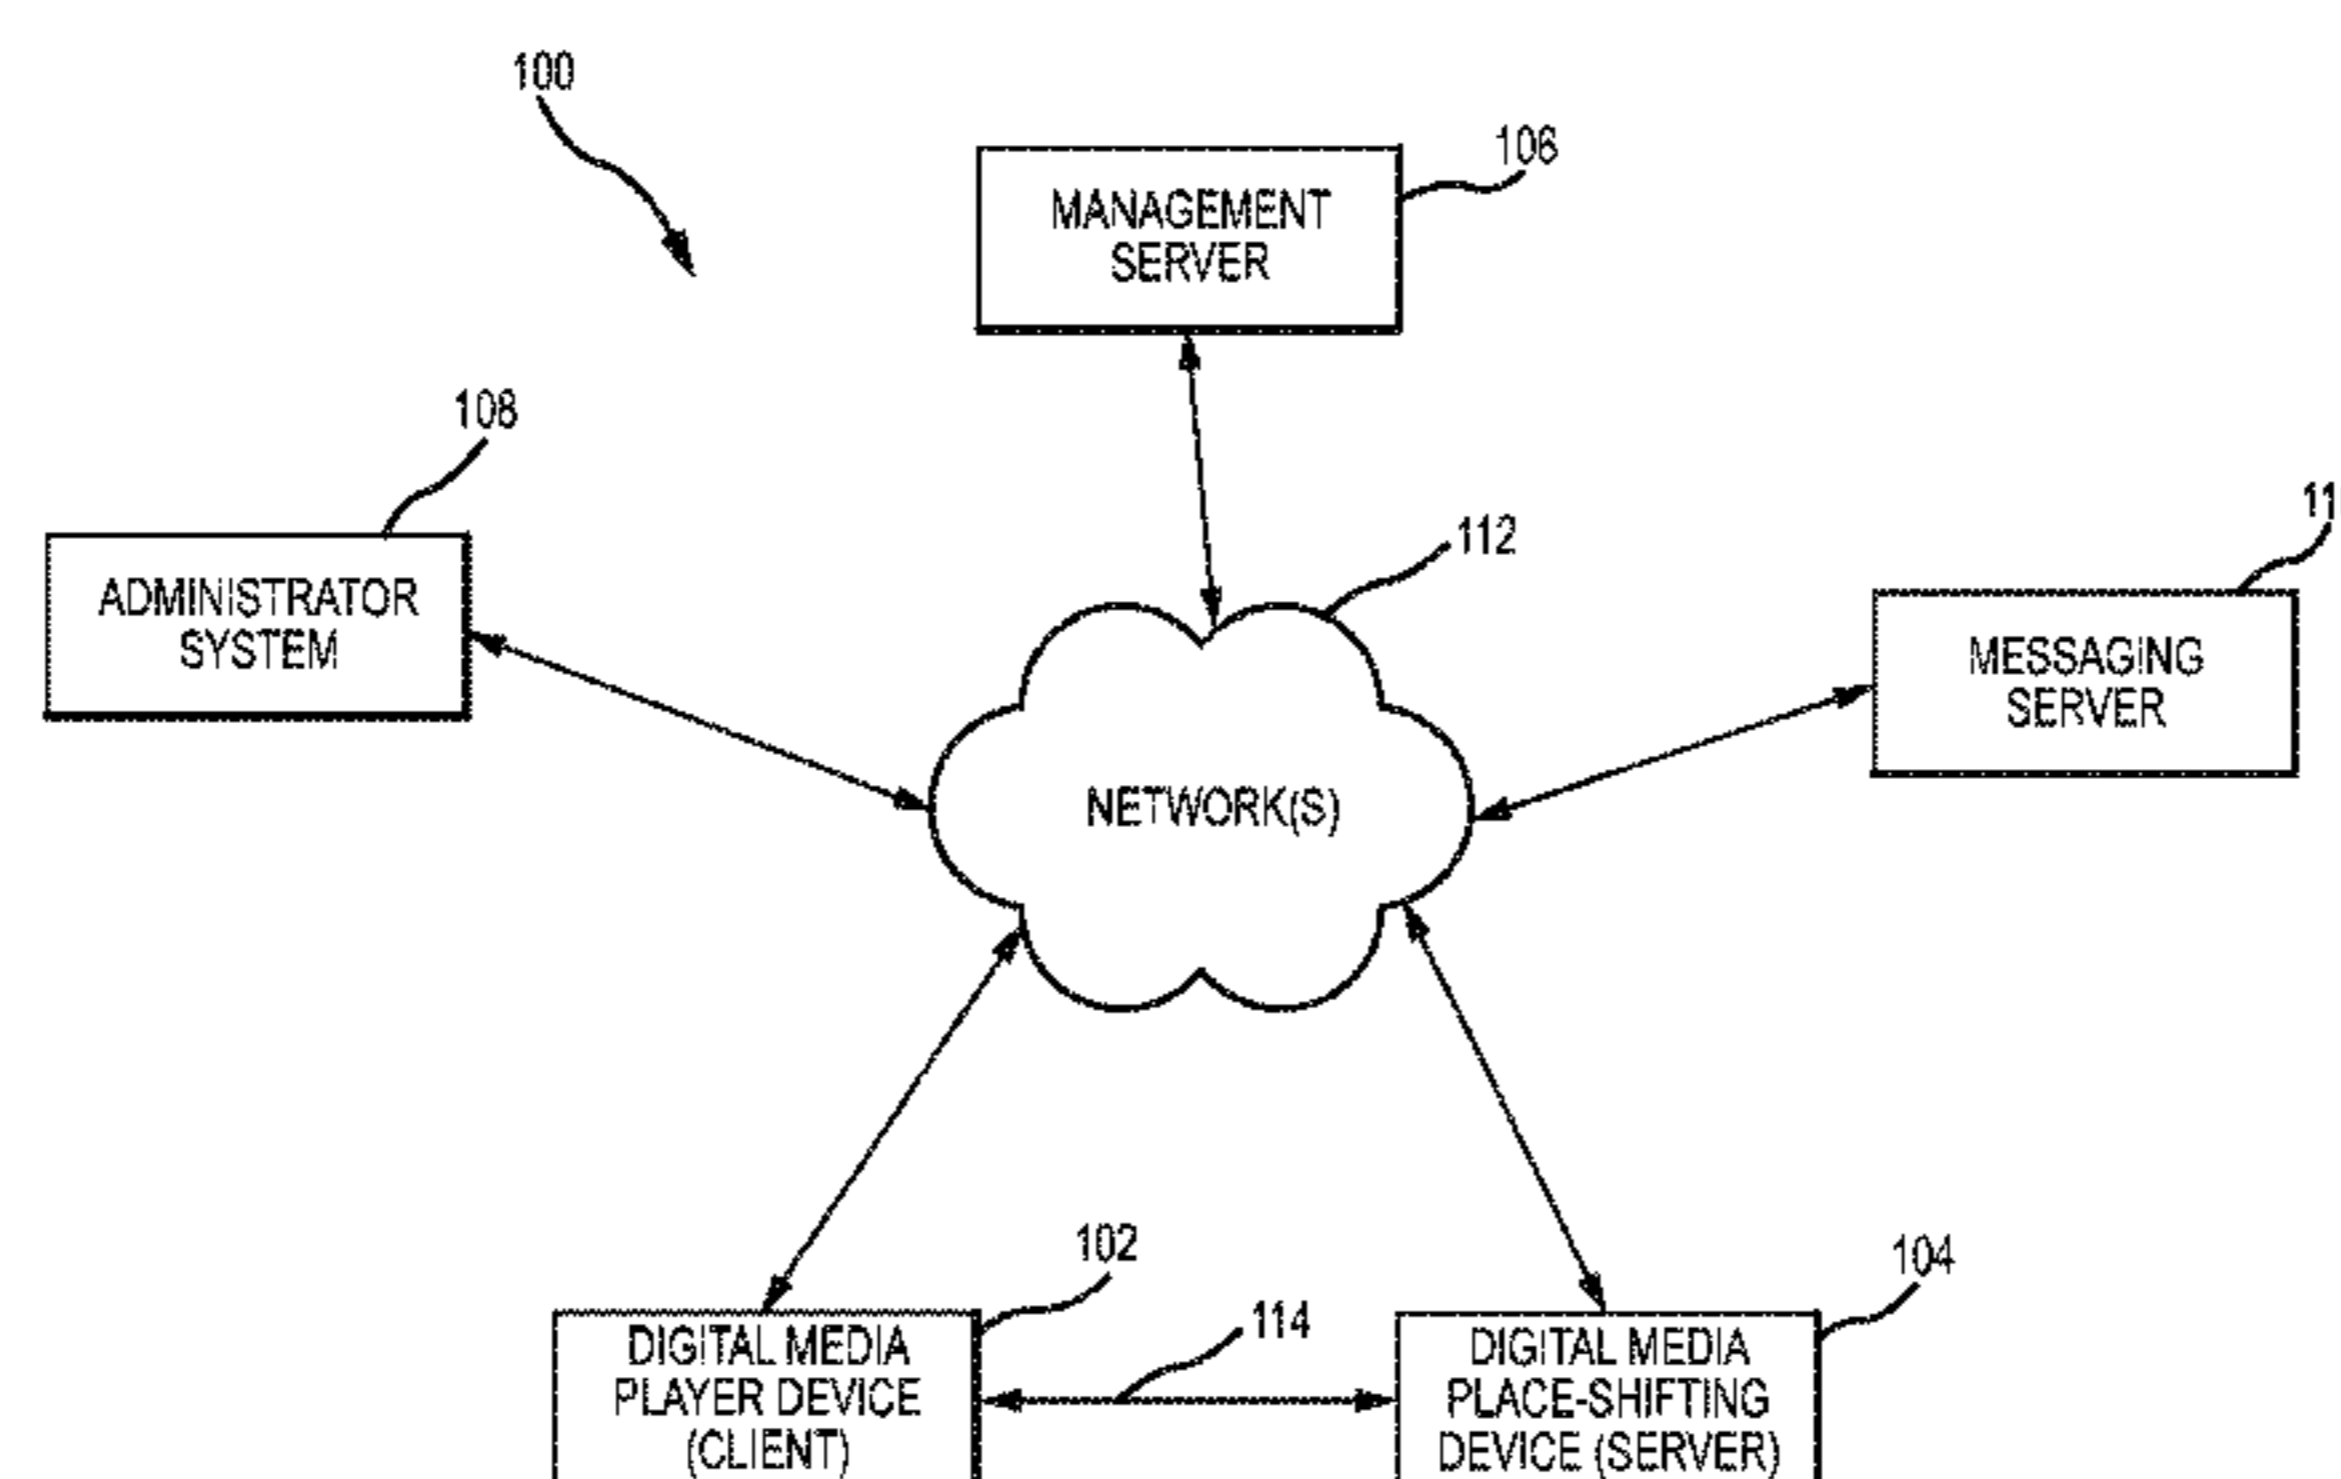 100
106
MANAGEMENT
SERVER
108
112
ADMINISTRATOR
SYSTEM
MESSAGING
SERVER
NETWORK(S)
102
104
114
DIGITAL MEDIA
PLAYER DEVICE
(CLIENT)
DIGITAL MEDIA
PLACE-SHIFTING
DEVICE (SERVER)